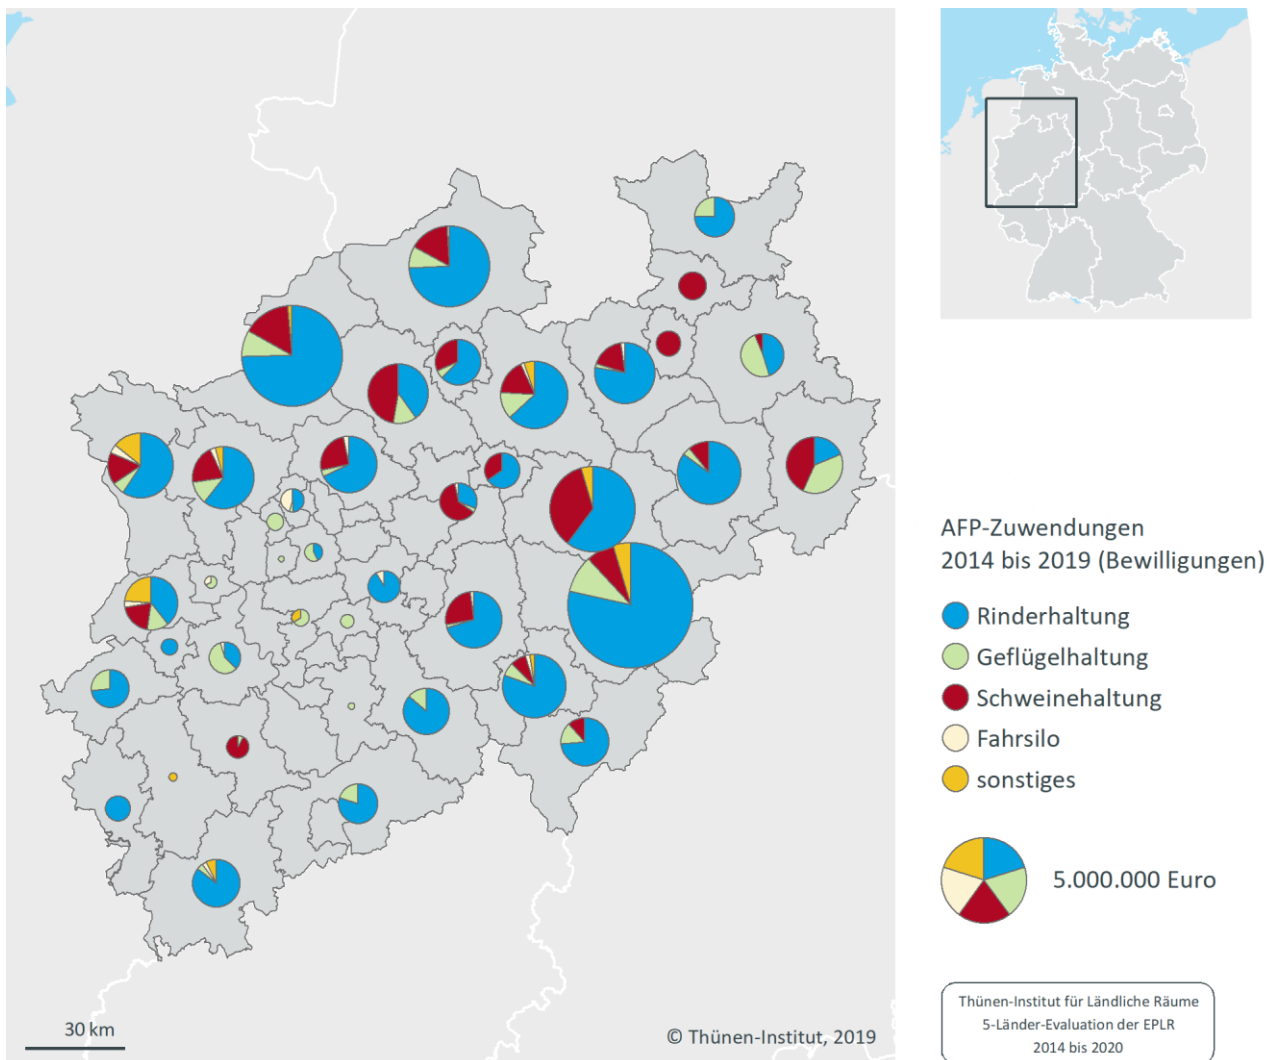 AFP-Zuwendungen
2014 bis 2019 (Bewilligungen)
Rinderhaltung
Geflügelhaltung
Schweinehaltung
Fahrsilo
sonstiges
5.000.000 Euro
Thünen-Institut für Ländliche Räume
5-Länder-Evaluation der EPLR
2014 bis 2020
30 km
© Thünen-Institut, 2019